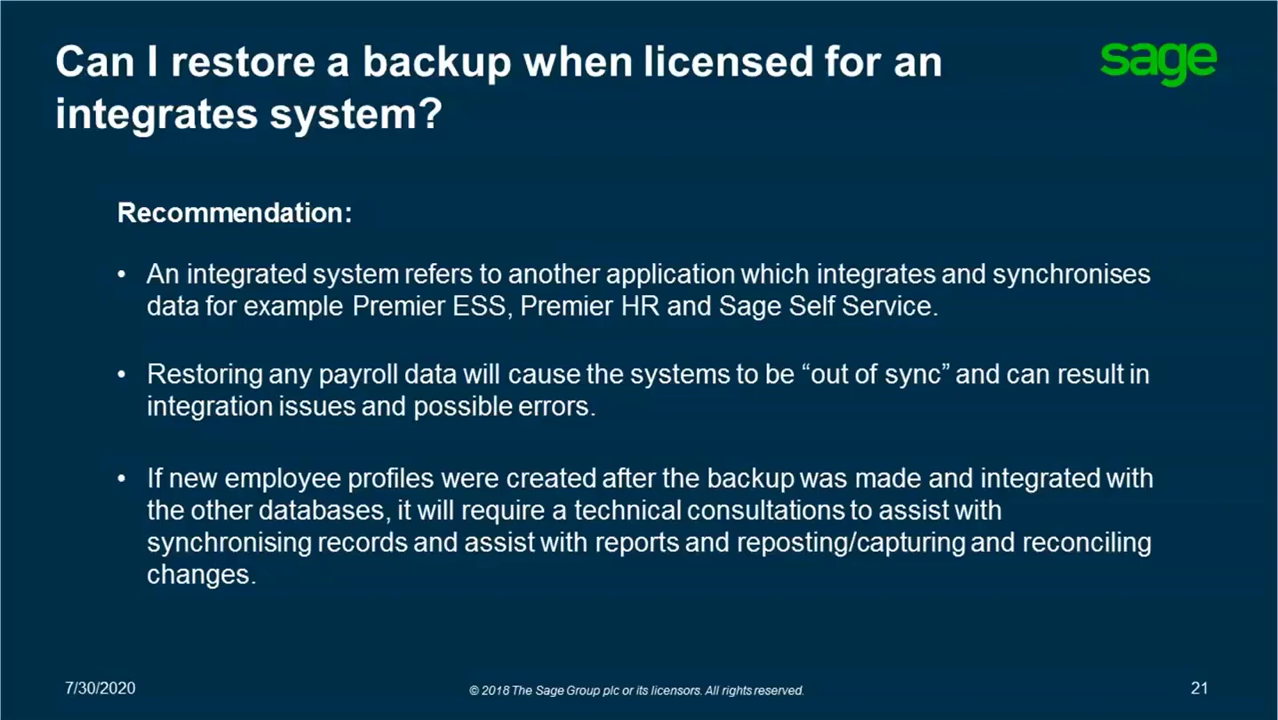 Can I restore a backup when licensed for an
integrates system?
sage
Recommendation:
• An integrated system refers to another application which integrates and synchronises
data for example Premier ESS, Premier HR and Sage Self Service.
• Restoring any payroll data will cause the systems to be “out of sync” and can result in
integration issues and possible errors.
• If new employee profiles were created after the backup was made and integrated with
the other databases, it will require a technical consultations to assist with
synchronising records and assist with reports and reposting/capturing and reconciling
changes.
7/30/2020
© 2018 The Sage Group plc or its licensors. All rights reserved.
21